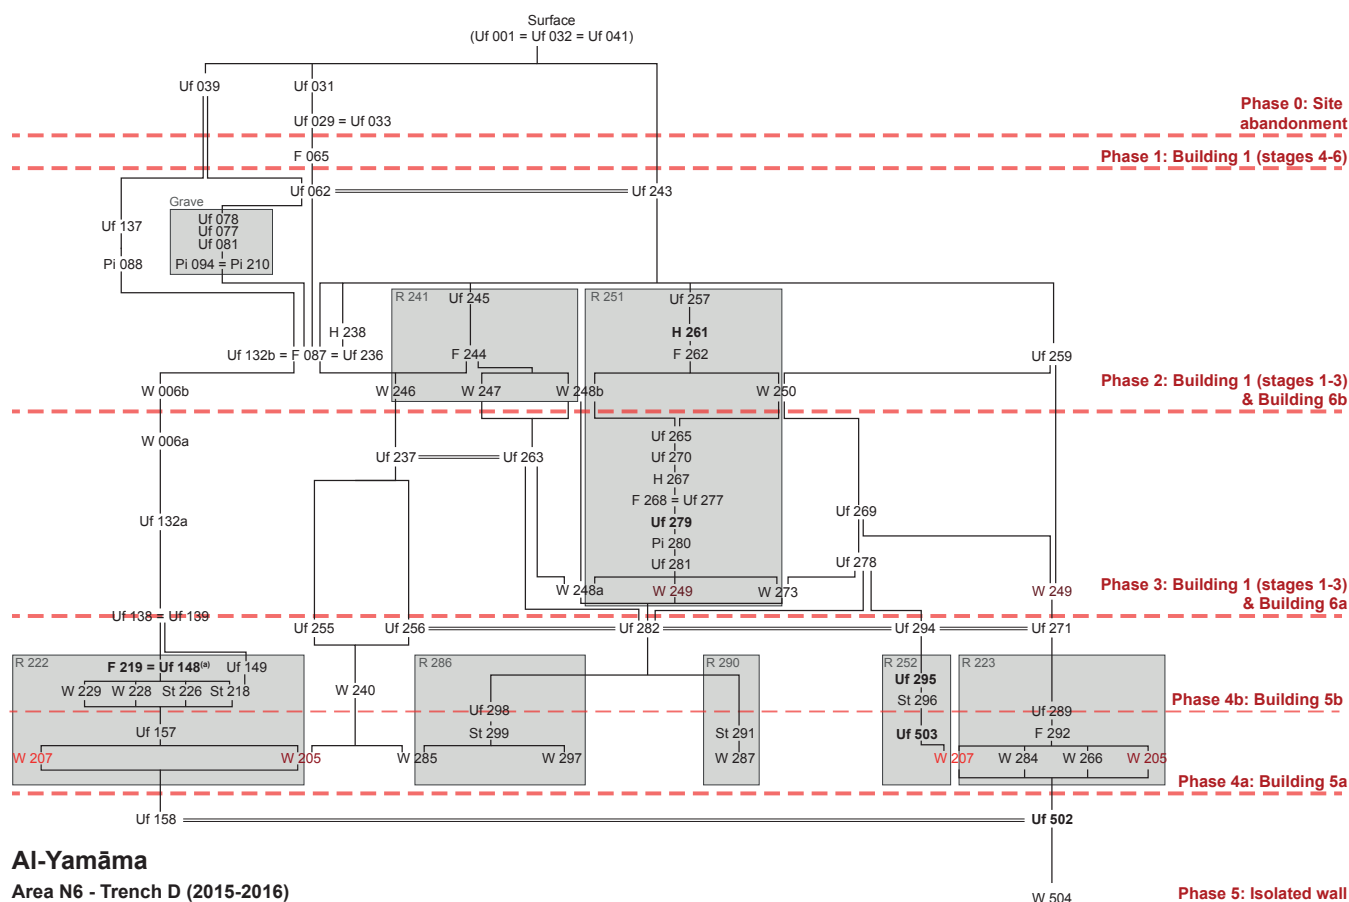 Surface
(Uf 001 = Uf 032 = Uf 041)
Uf 039
Uf 031
Phase 0: Site
abandonment
Uf 029 = Uf 033
F 065
Phase 1: Building 1 (stages 4-6)
Uf 062
Uf 243
Grave
Uf 078
Uf 077
Uf 081
Pi 094 = Pi 210
Uf 137
Pi 088
R 241
Uf 245
R 251
Uf 257
H 238
H 261
Uf 132b = F 087 = Uf 236
F 244
F 262
Uf 259
W 006b
W 246
W 247
W 248b
W 250
Phase 2: Building 1 (stages 1-3)
& Building 6b
W 006a
Uf 265
Uf 237
Uf 263
Uf 270
H 267
F 268 = Uf 277
Uf 132a
Uf 279
Uf 269
Pi 280
Uf 281
Uf 278
W 248a
W 249
W 273
W 249
Phase 3: Building 1 (stages 1-3)
& Building 6a
Uf 138 = Uf 139
Uf 255
Uf 256
Uf 282
Uf 294
Uf 271
R 222
F 219 = Uf 148(a)
Uf 149
R 286
R 290
R 252
R 223
W 229
W 228
St 226
St 218
W 240
Uf 295
St 296
Phase 4b: Building 5b
Uf 298
Uf 289
Uf 157
St 299
St 291
Uf 503
F 292
W 207
W 205
W 285
W 297
W 287
W 207
W 284
W 266
W 205
Phase 4a: Building 5a
Uf 158
Uf 502
Al-Yamāma
Area N6 - Trench D (2015-2016)
W 504
Phase 5: Isolated wall